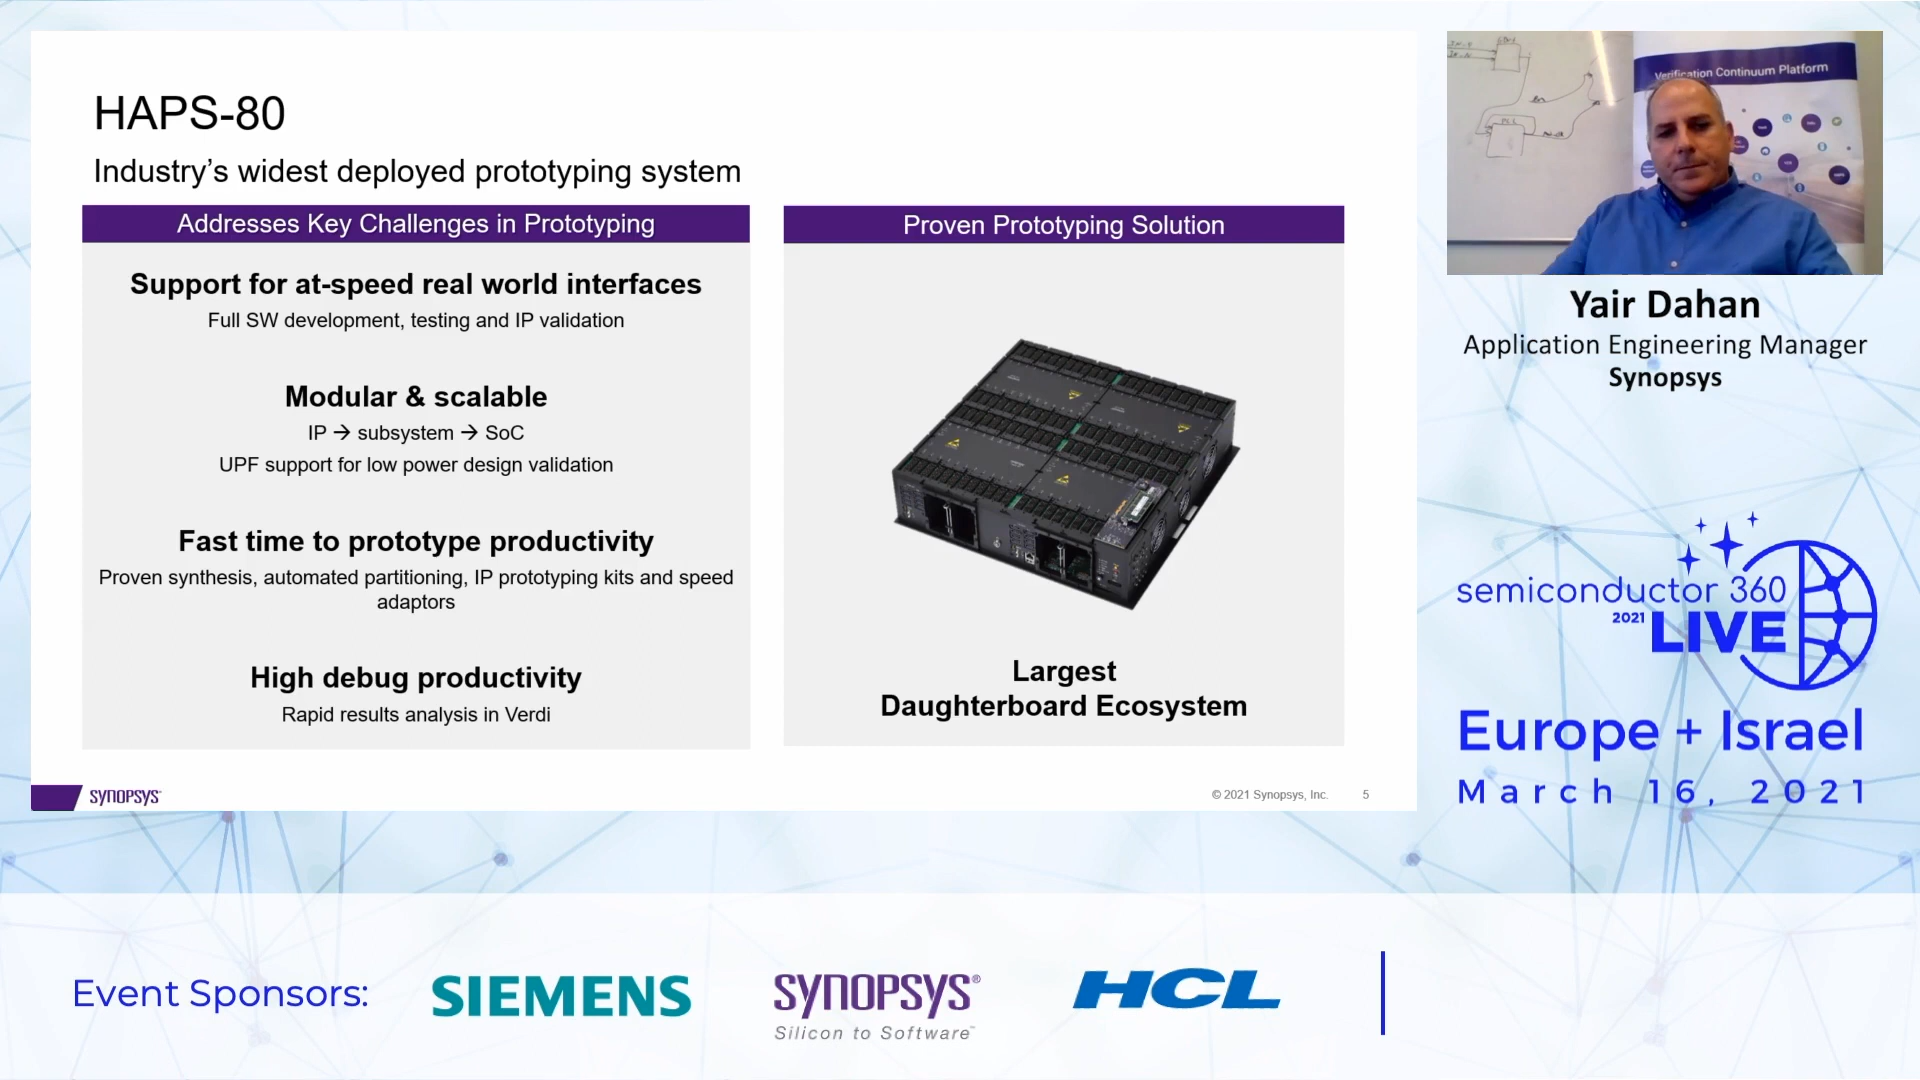 HAPS-80
Industry’s widest deployed prototyping system
Addresses Key Challenges in Prototyping
Support for at-speed real world interfaces
Full SW development, testing and IP validation
Modular & scalable
IP → subsystem → SoC
UPF support for low power design validation
Fast time to prototype productivity
Proven synthesis, automated partitioning, IP prototyping kits and speed
adaptors
High debug productivity
Rapid results analysis in Verdi
Proven Prototyping Solution
Largest
Daughterboard Ecosystem
SYNOPSYS
© 2021 Synopsys, Inc.
5
Verification Continuum Platform
Yair Dahan
Application Engineering Manager
Synopsys
semiconductor 360
2021
LIVE
Europe + Israel
March 16, 2021
Event Sponsors:
SIEMENS
SYNOPSYS®
Silicon to Software™
HCL